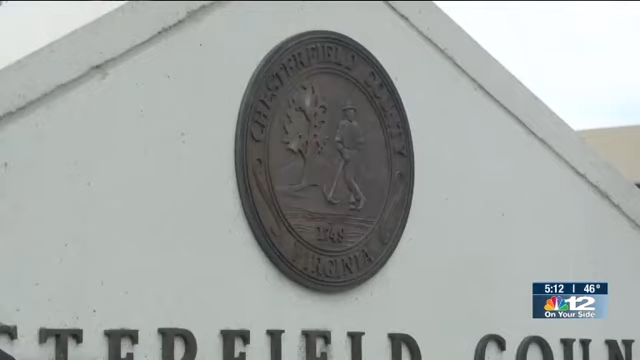 CHESTERFIELD COUNTY
1749
VIRGINIA
STERFIELD COUN
5:12 | 46°
12
On Your Side